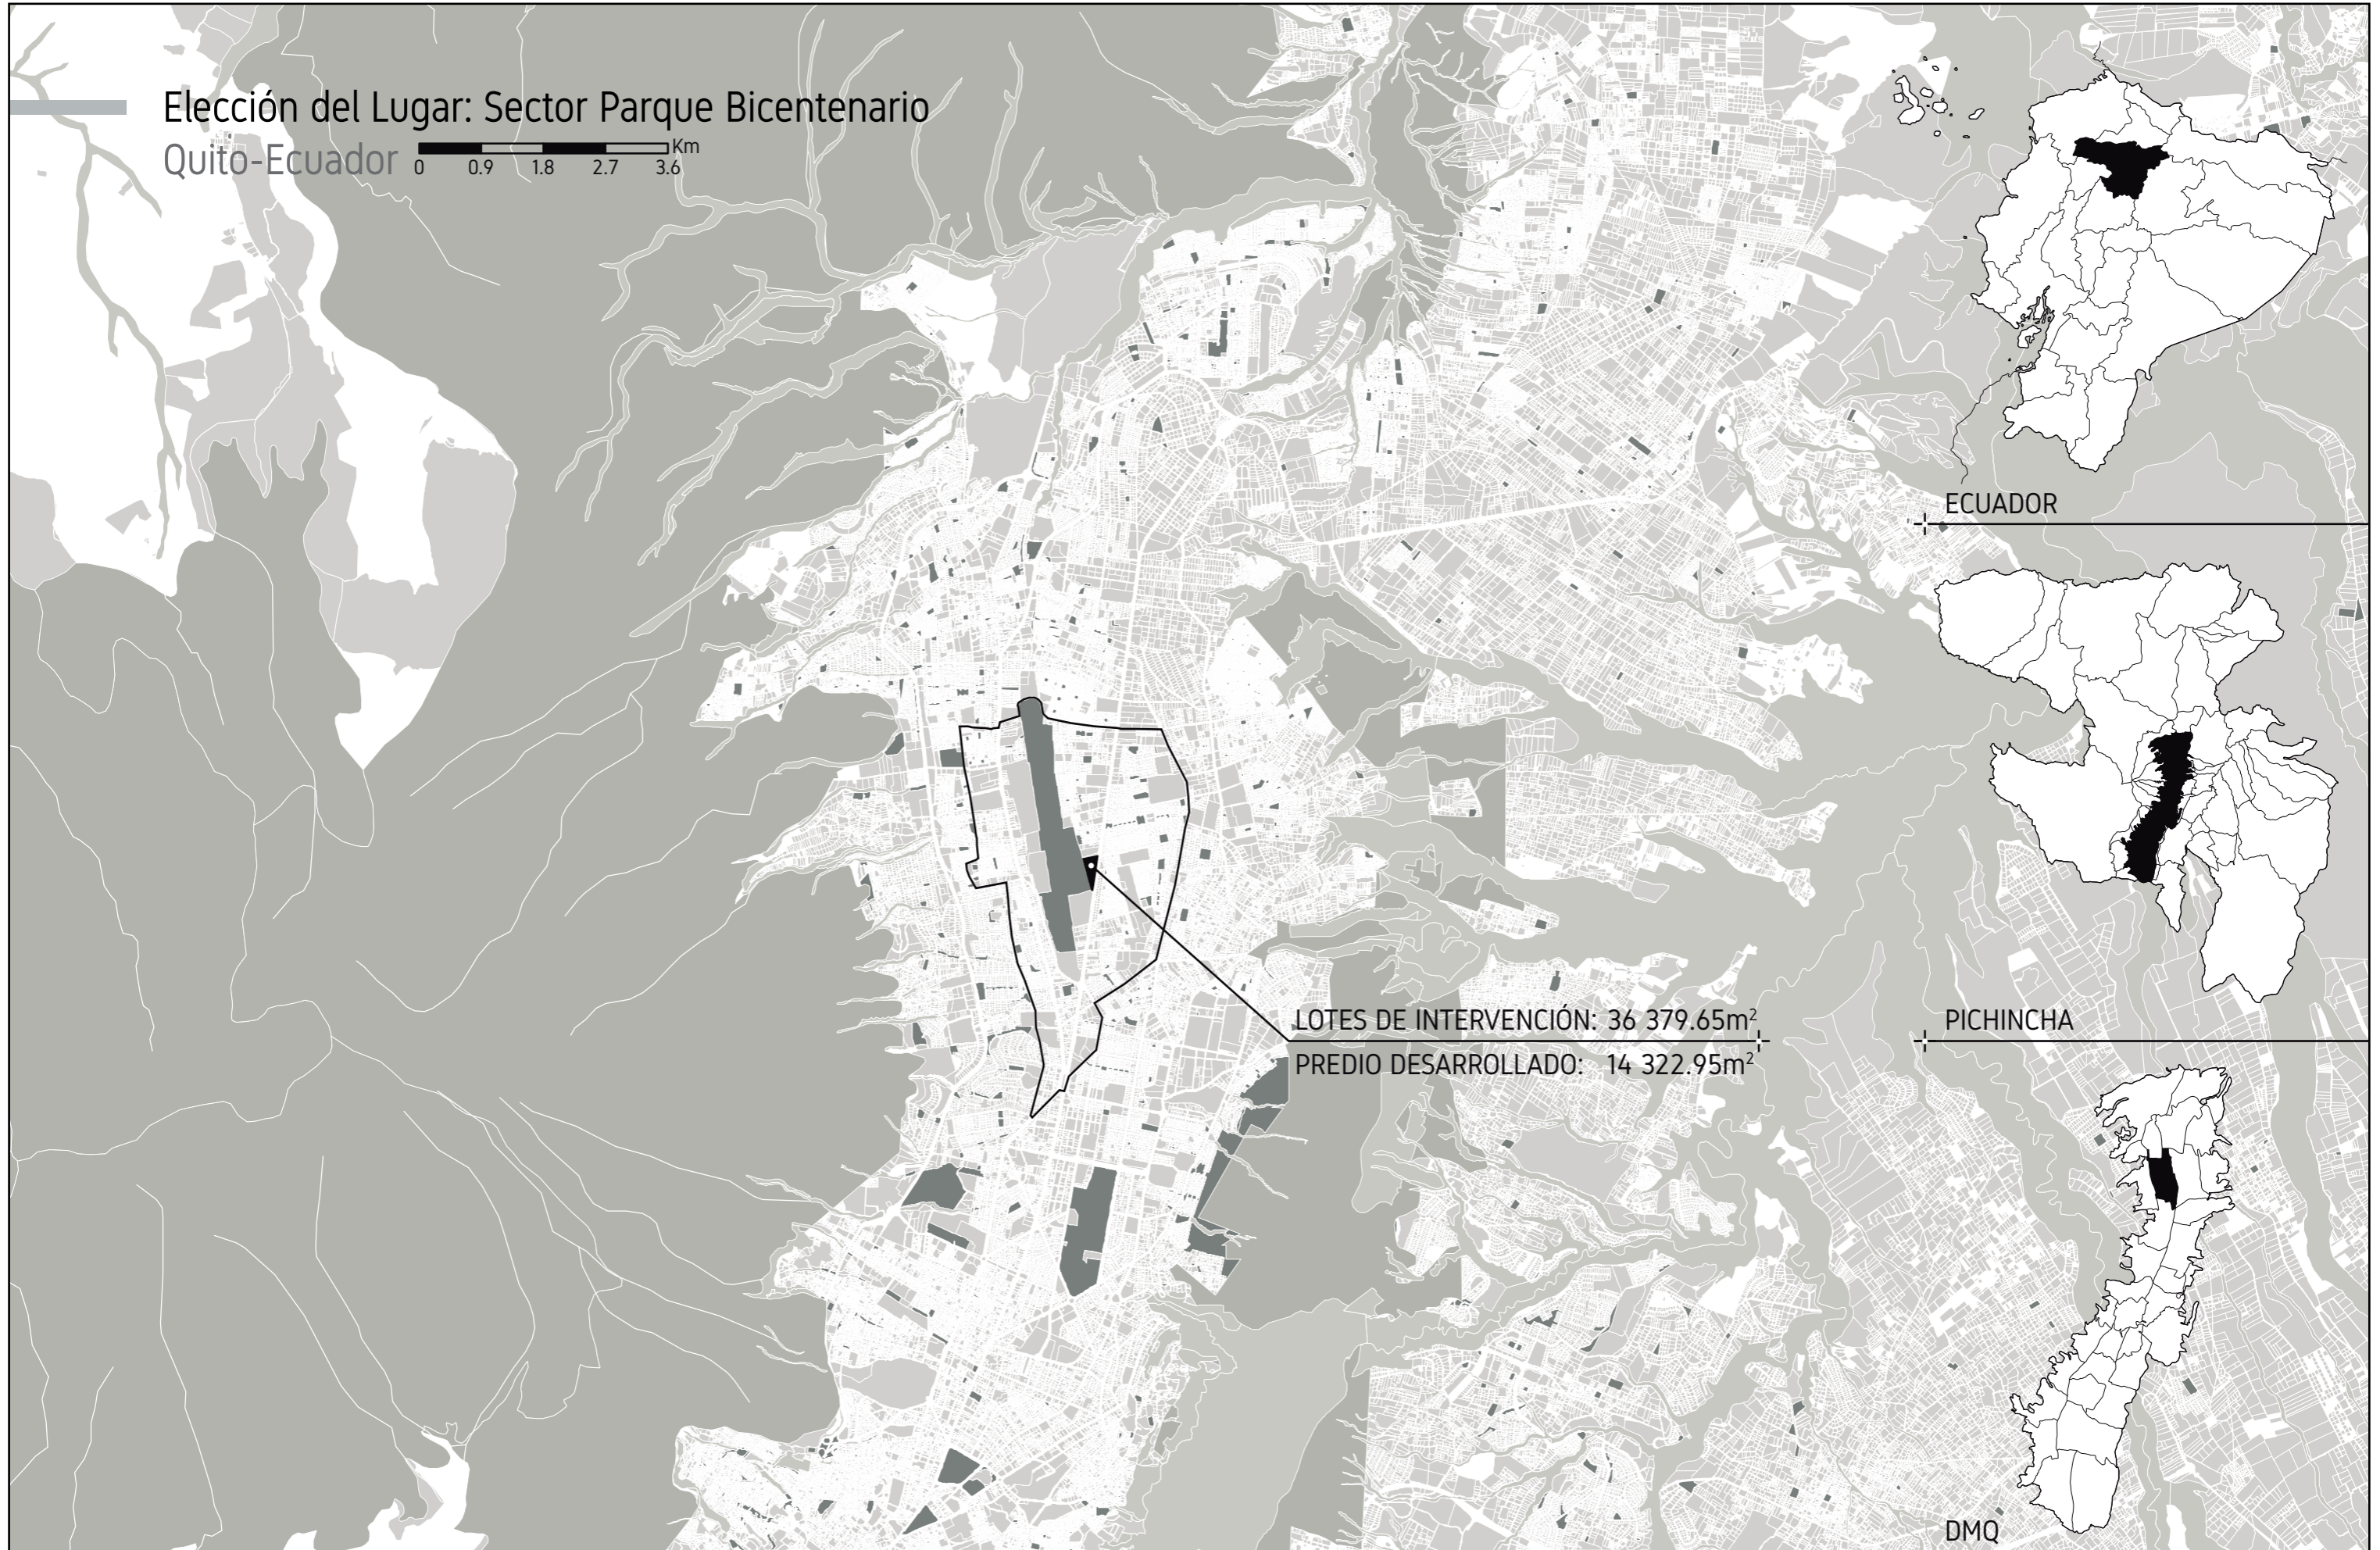 Elección del Lugar: Sector Parque Bicentenario
Quito-Ecuador
Km
0 0.9 1.8 2.7 3.6
ECUADOR
LOTES DE INTERVENCIÓN: 36 379.65m²
PREDIO DESARROLLADO: 14 322.95m²
PICHINCHA
DMQ